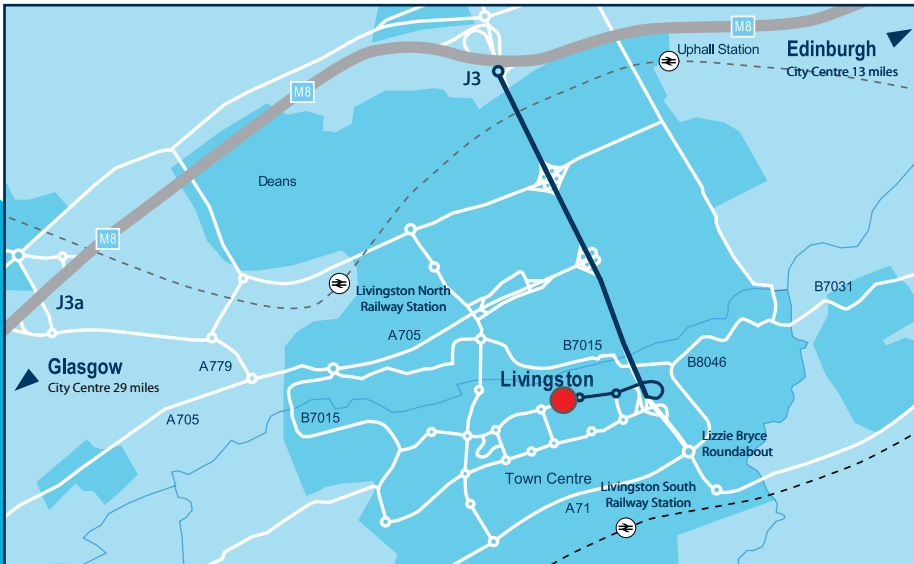 M8
Uphall Station
Edinburgh
City Centre 13 miles
J3
M8
Deans
M8
Livingston North
Railway Station
B7031
J3a
A705
B7015
Glasgow
City Centre 29 miles
A779
B8046
Livingston
A705
B7015
Lizzie Bryce
Roundabout
Town Centre
Livingston South
Railway Station
A71